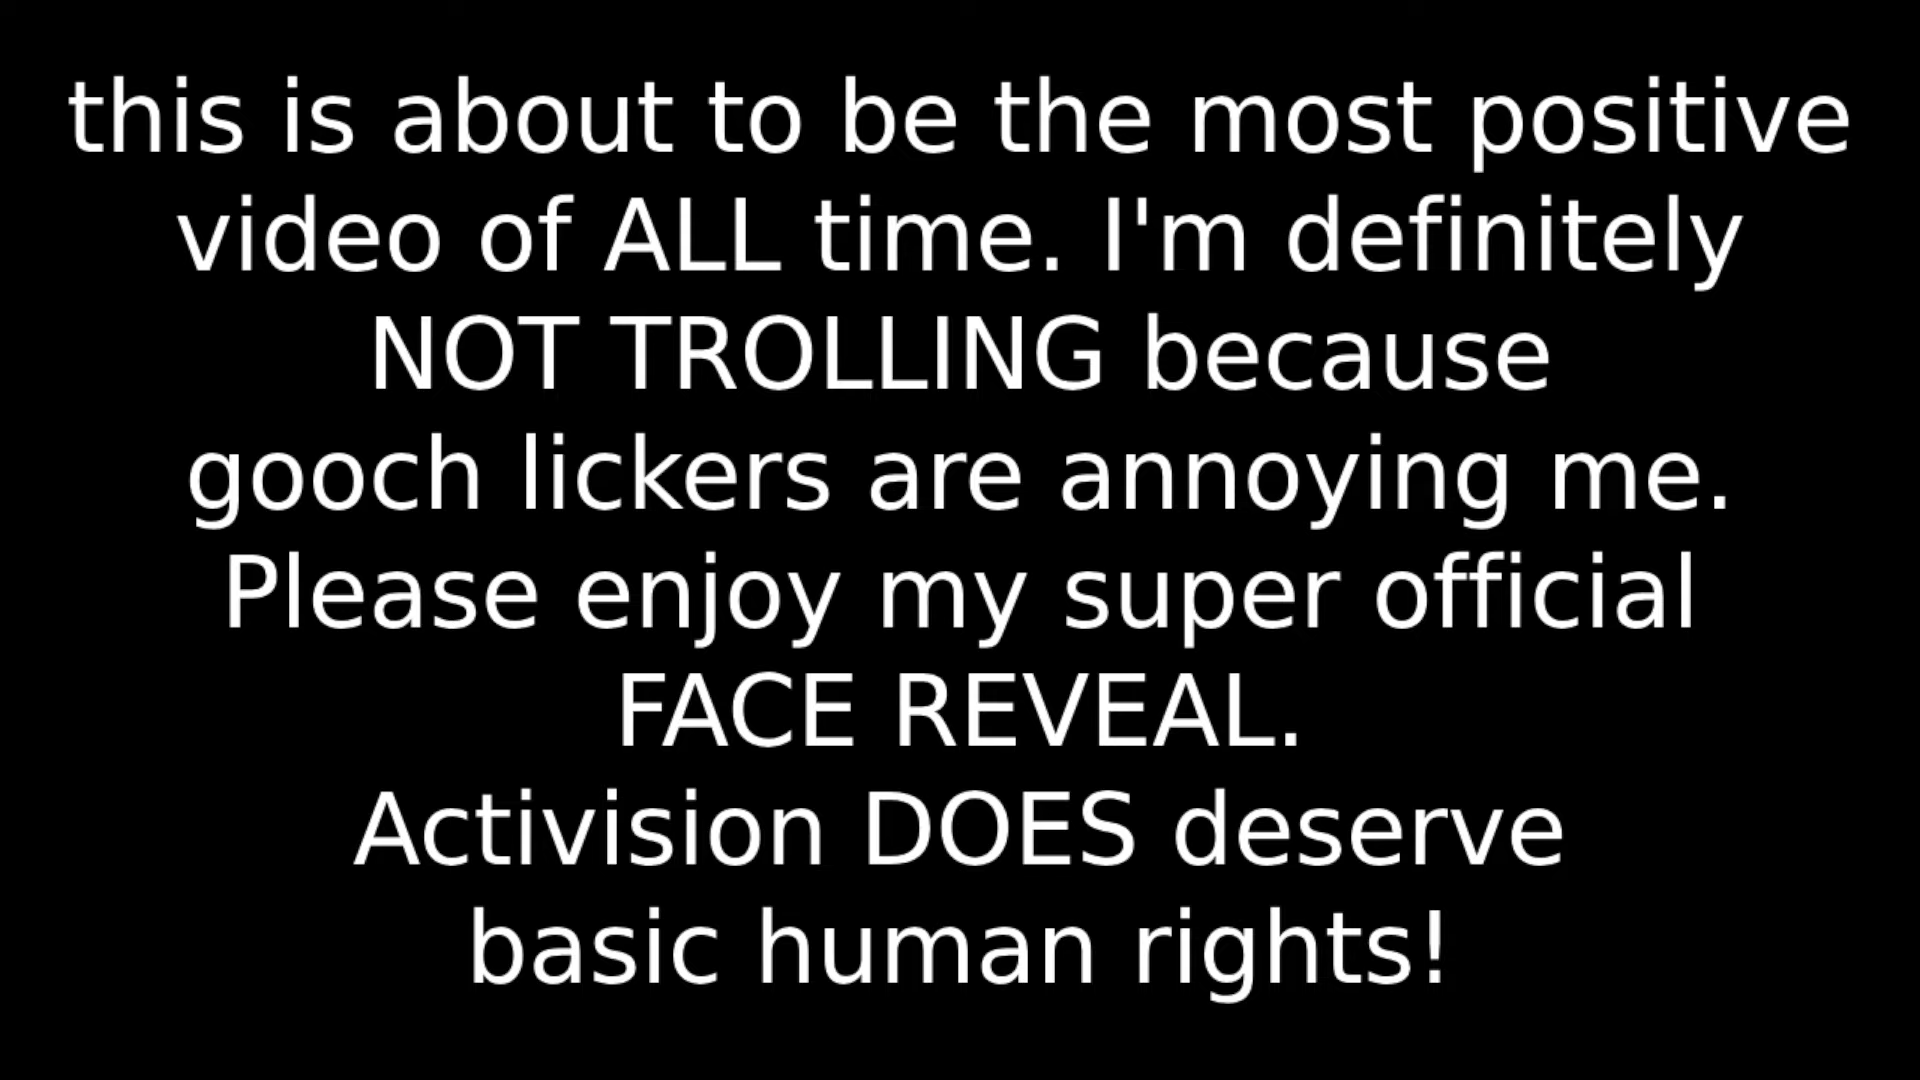 this is about to be the most positive
video of ALL time. I'm definitely
NOT TROLLING because
gooch lickers are annoying me.
Please enjoy my super official
FACE REVEAL.
Activision DOES deserve
basic human rights!